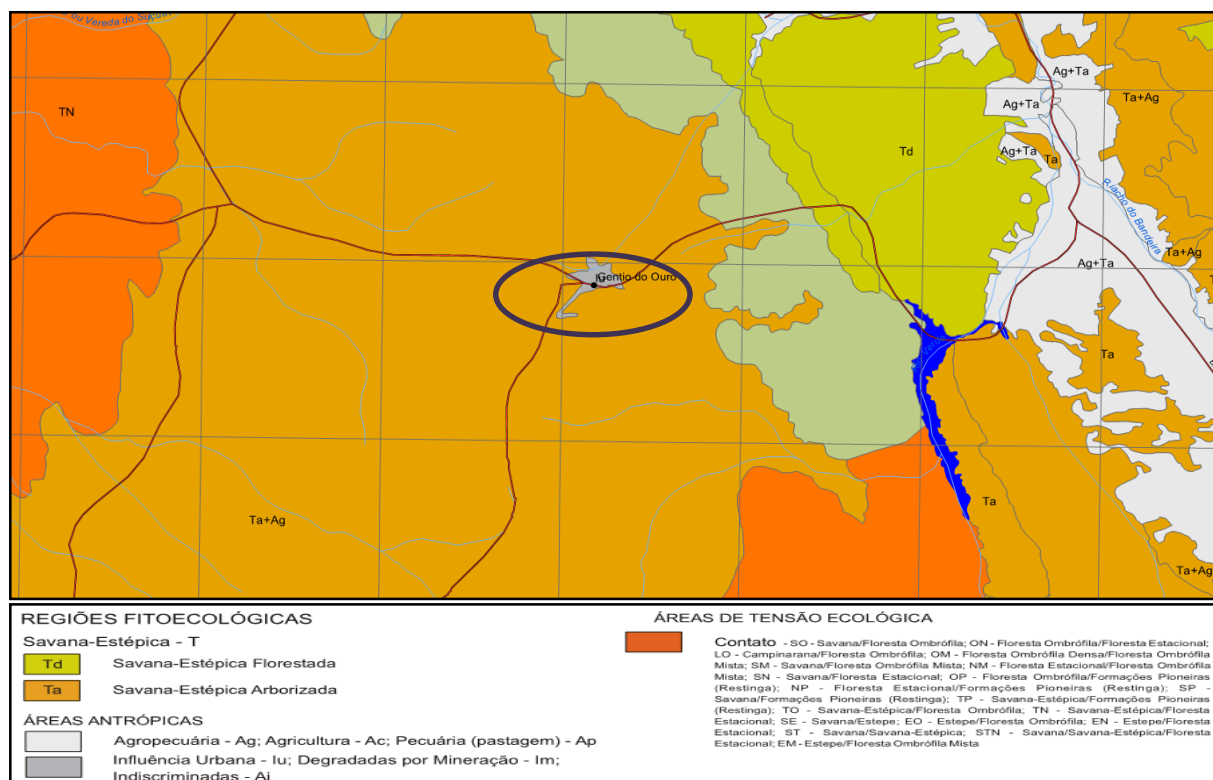 ou Vereda do Suçua
TN
Td
Ag+Ta
Ag+Ta
Ta+Ag
Ag+Ta
Ta
Riacho do Bandeira
Ta+Ag
Gentio do Ouro
Ag+Ta
Verde
Ta
Ta+Ag
Ta
Ta+Ag
REGIÕES FITOECOLÓGICAS
Savana-Estépica - T
Td Savana-Estépica Florestada
Ta Savana-Estépica Arborizada
ÁREAS ANTRÓPICAS
Agropecuária - Ag; Agricultura - Ac; Pecuária (pastagem) - Ap
Influência Urbana - Iu; Degradadas por Mineração - Im;
Indiscriminadas - Ai
ÁREAS DE TENSÃO ECOLÓGICA
Contato - SO - Savana/Floresta Ombrófila; ON - Floresta Ombrófila/Floresta Estacional;
LO - Campinarana/Floresta Ombrófila; OM - Floresta Ombrófila Densa/Floresta Ombrófila
Mista; SM - Savana/Floresta Ombrófila Mista; NM - Floresta Estacional/Floresta Ombrófila
Mista; SN - Savana/Floresta Estacional; OP - Floresta Ombrófila/Formações Pioneiras
(Restinga); NP - Floresta Estacional/Formações Pioneiras (Restinga); SP -
Savana/Formações Pioneiras (Restinga); TP - Savana-Estépica/Formações Pioneiras
(Restinga); TO - Savana-Estépica/Floresta Ombrófila; TN - Savana-Estépica/Floresta
Estacional; SE - Savana/Estepe; EO - Estepe/Floresta Ombrófila; EN - Estepe/Floresta
Estacional; ST - Savana/Savana-Estépica; STN - Savana/Savana-Estépica/Floresta
Estacional; EM - Estepe/Floresta Ombrófila Mista